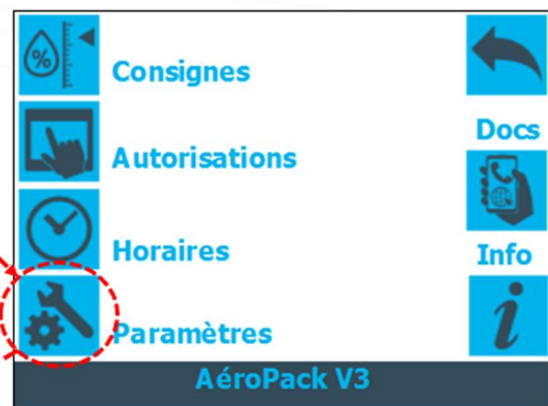 %
Consignes
Docs
Autorisations
Horaires
Info
i
Paramètres
AéroPack V3